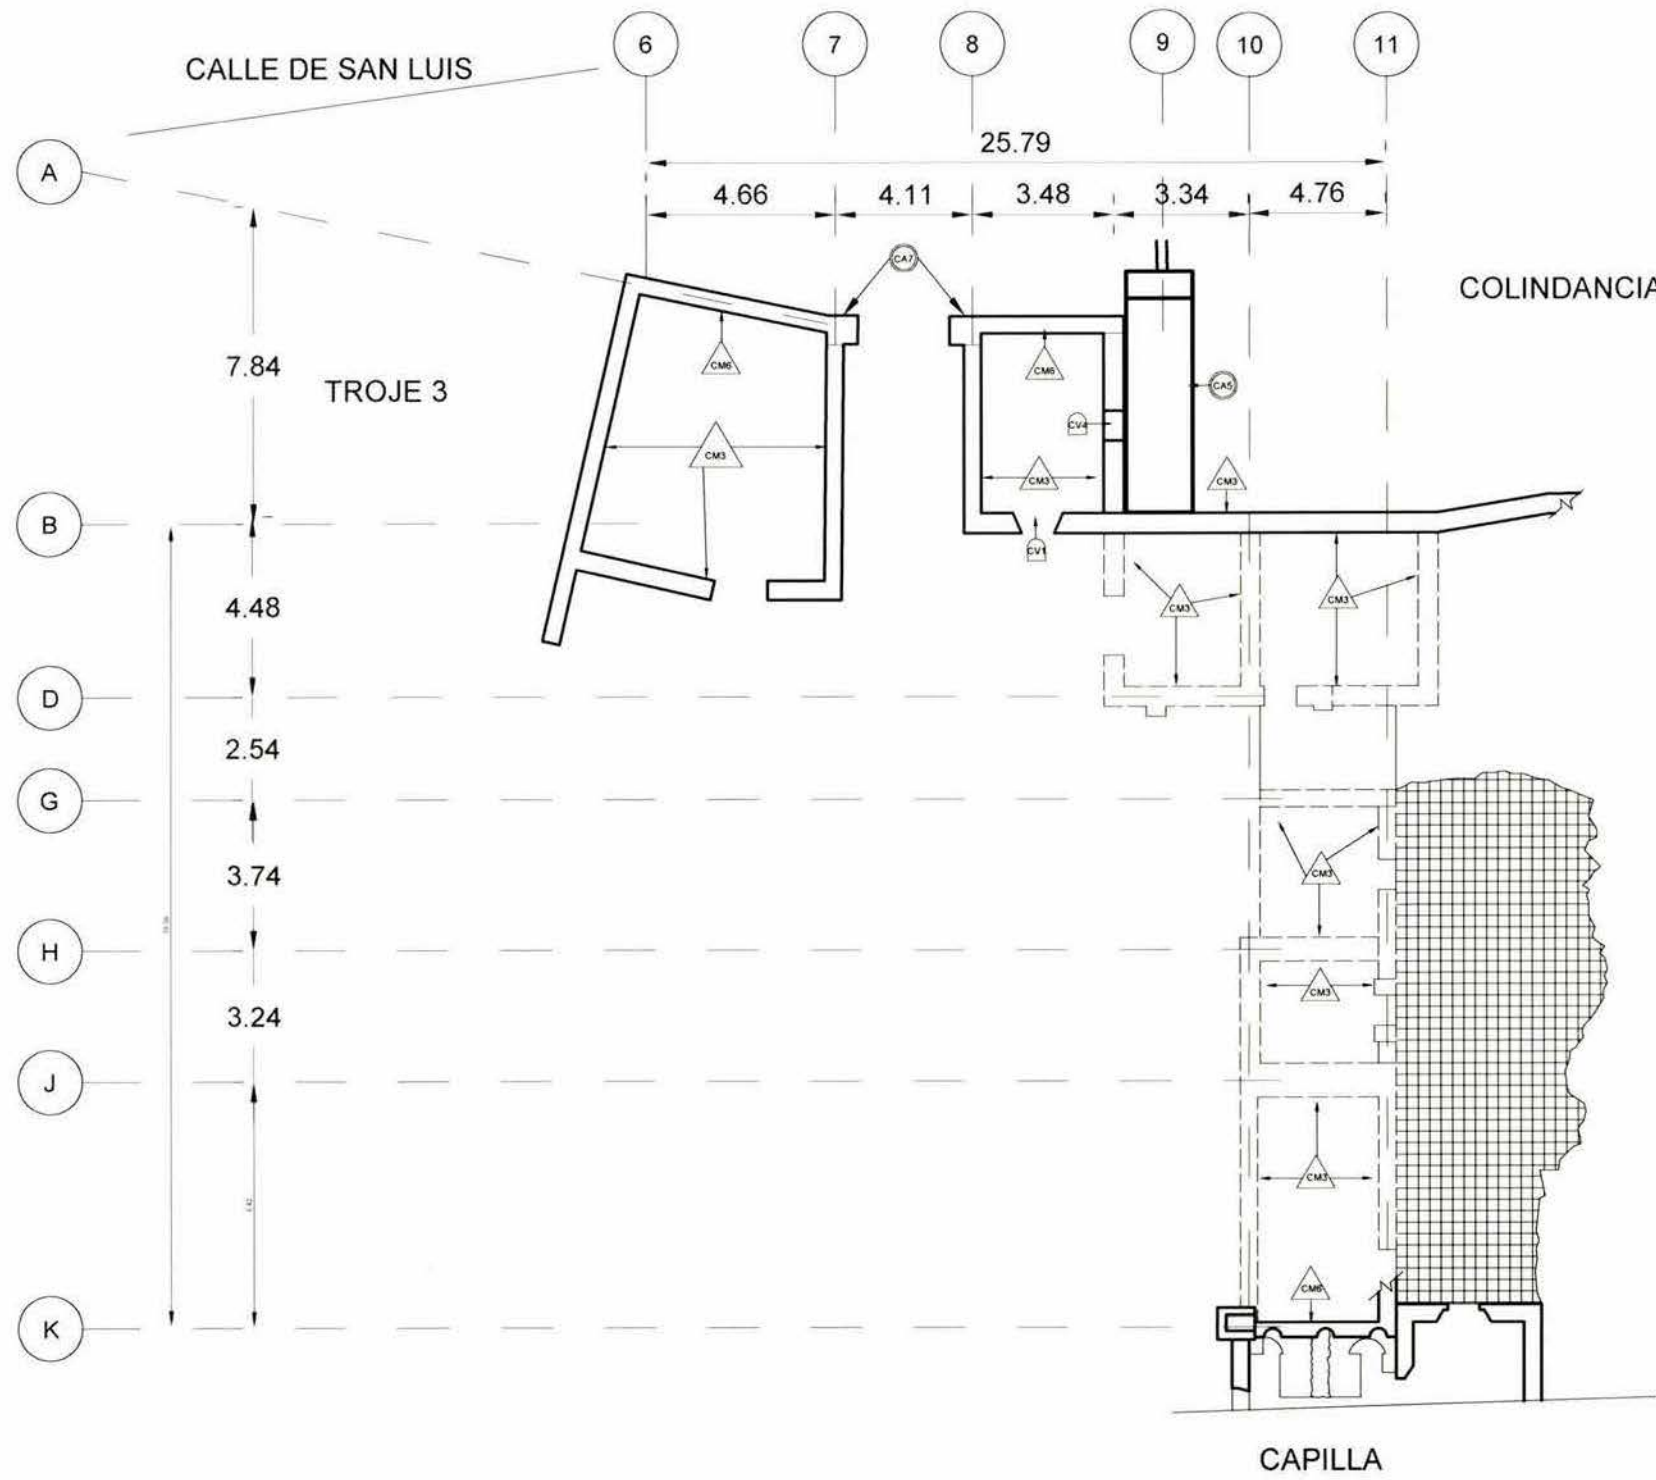 6 7 8 9 10 11
CALLE DE SAN LUIS
25.79
A
4.66 4.11 3.48 3.34 4.76
CA7
COLINDANCIA
7.84
CM6 CM6
TROJE 3
CA5
CV4
CM3 CM3 CM3
B
CV1
4.48
CM3 CM3
D
2.54
G
3.74
CM3
H
CM3
3.24
J
CM3
CM6
K
CAPILLA